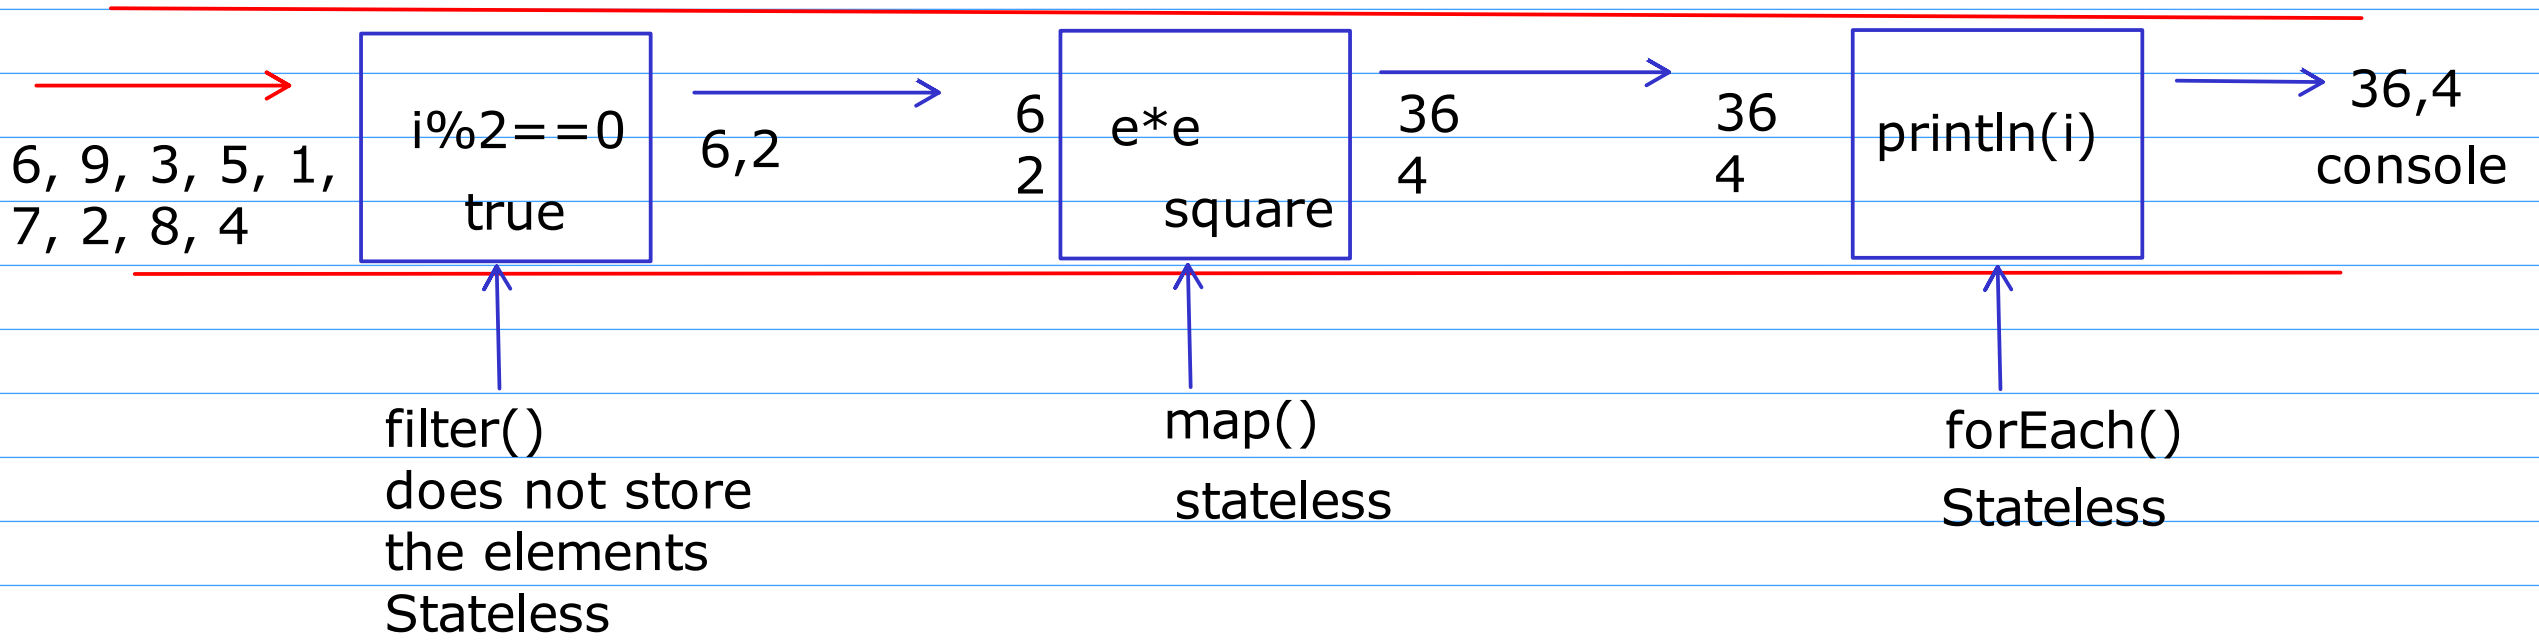 6, 9, 3, 5, 1,
7, 2, 8, 4
i%2==0
true
6,2
6
2
e*e
square
36
4
36
4
println(i)
36,4
console
filter()
does not store
the elements
Stateless
map()
stateless
forEach()
Stateless